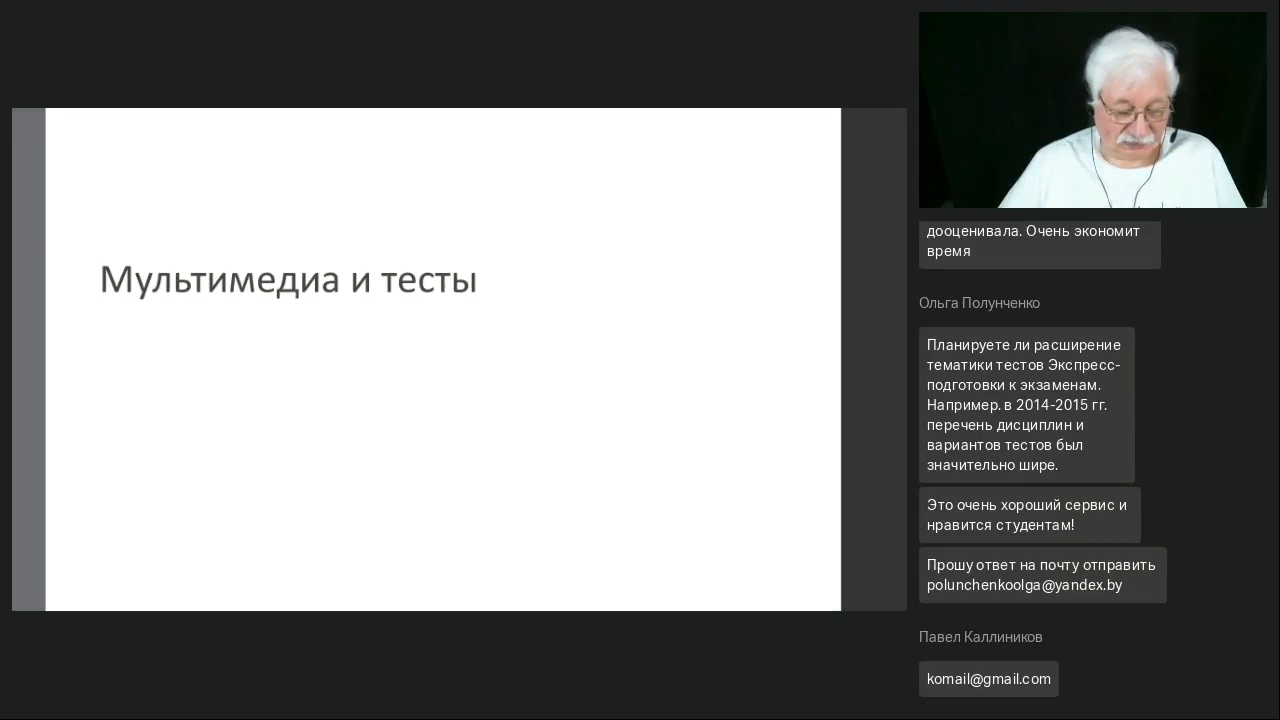 Мультимедиа и тесты
дооценивала. Очень экономит
время
Ольга Полунченко
Планируете ли расширение
тематики тестов Экспресс-
подготовки к экзаменам.
Например. в 2014-2015 гг.
перечень дисциплин и
вариантов тестов был
значительно шире.
Это очень хороший сервис и
нравится студентам!
Прошу ответ на почту отправить
polunchenkoolga@yandex.by
Павел Каллиников
komail@gmail.com